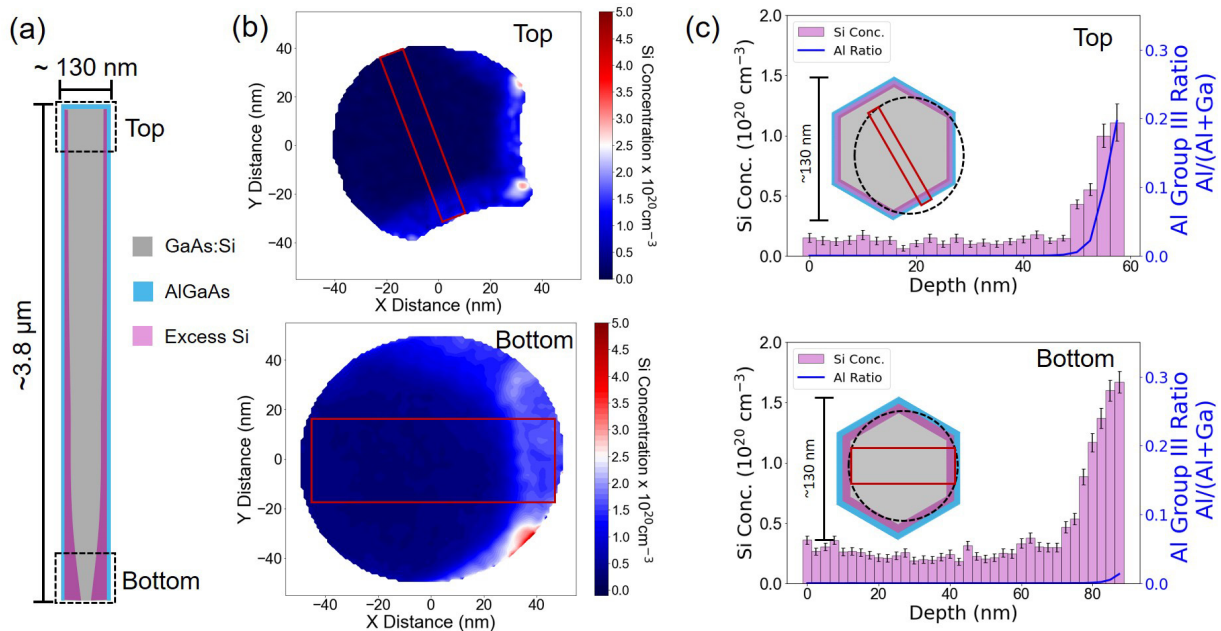 (a)
~ 130 nm
Top
~3.8 µm
GaAs:Si
AlGaAs
Excess Si
Bottom
(b)
Top
Y Distance (nm)
40
20
0
−20
−40
−40
−20
0
20
40
X Distance (nm)
5.0
4.5
4.0
3.5
3.0
2.5
2.0
1.5
1.0
0.5
0.0
Si Concentration x 10²⁰cm⁻³
Bottom
Y Distance (nm)
40
20
0
−20
−40
−40
−20
0
20
40
X Distance (nm)
5.0
4.5
4.0
3.5
3.0
2.5
2.0
1.5
1.0
0.5
0.0
Si Concentration x 10²⁰cm⁻³
(c)
Top
Si Conc.
Al Ratio
~130 nm
Si Conc. (10²⁰ cm⁻³)
2.0
1.5
1.0
0.5
0.0
0
20
40
60
Depth (nm)
0.3
0.2
0.1
0.0
Al Group III Ratio
Al/(Al+Ga)
Bottom
Si Conc.
Al Ratio
~130 nm
Si Conc. (10²⁰ cm⁻³)
2.0
1.5
1.0
0.5
0.0
0
20
40
60
80
Depth (nm)
0.3
0.2
0.1
0.0
Al Group III Ratio
Al/(Al+Ga)